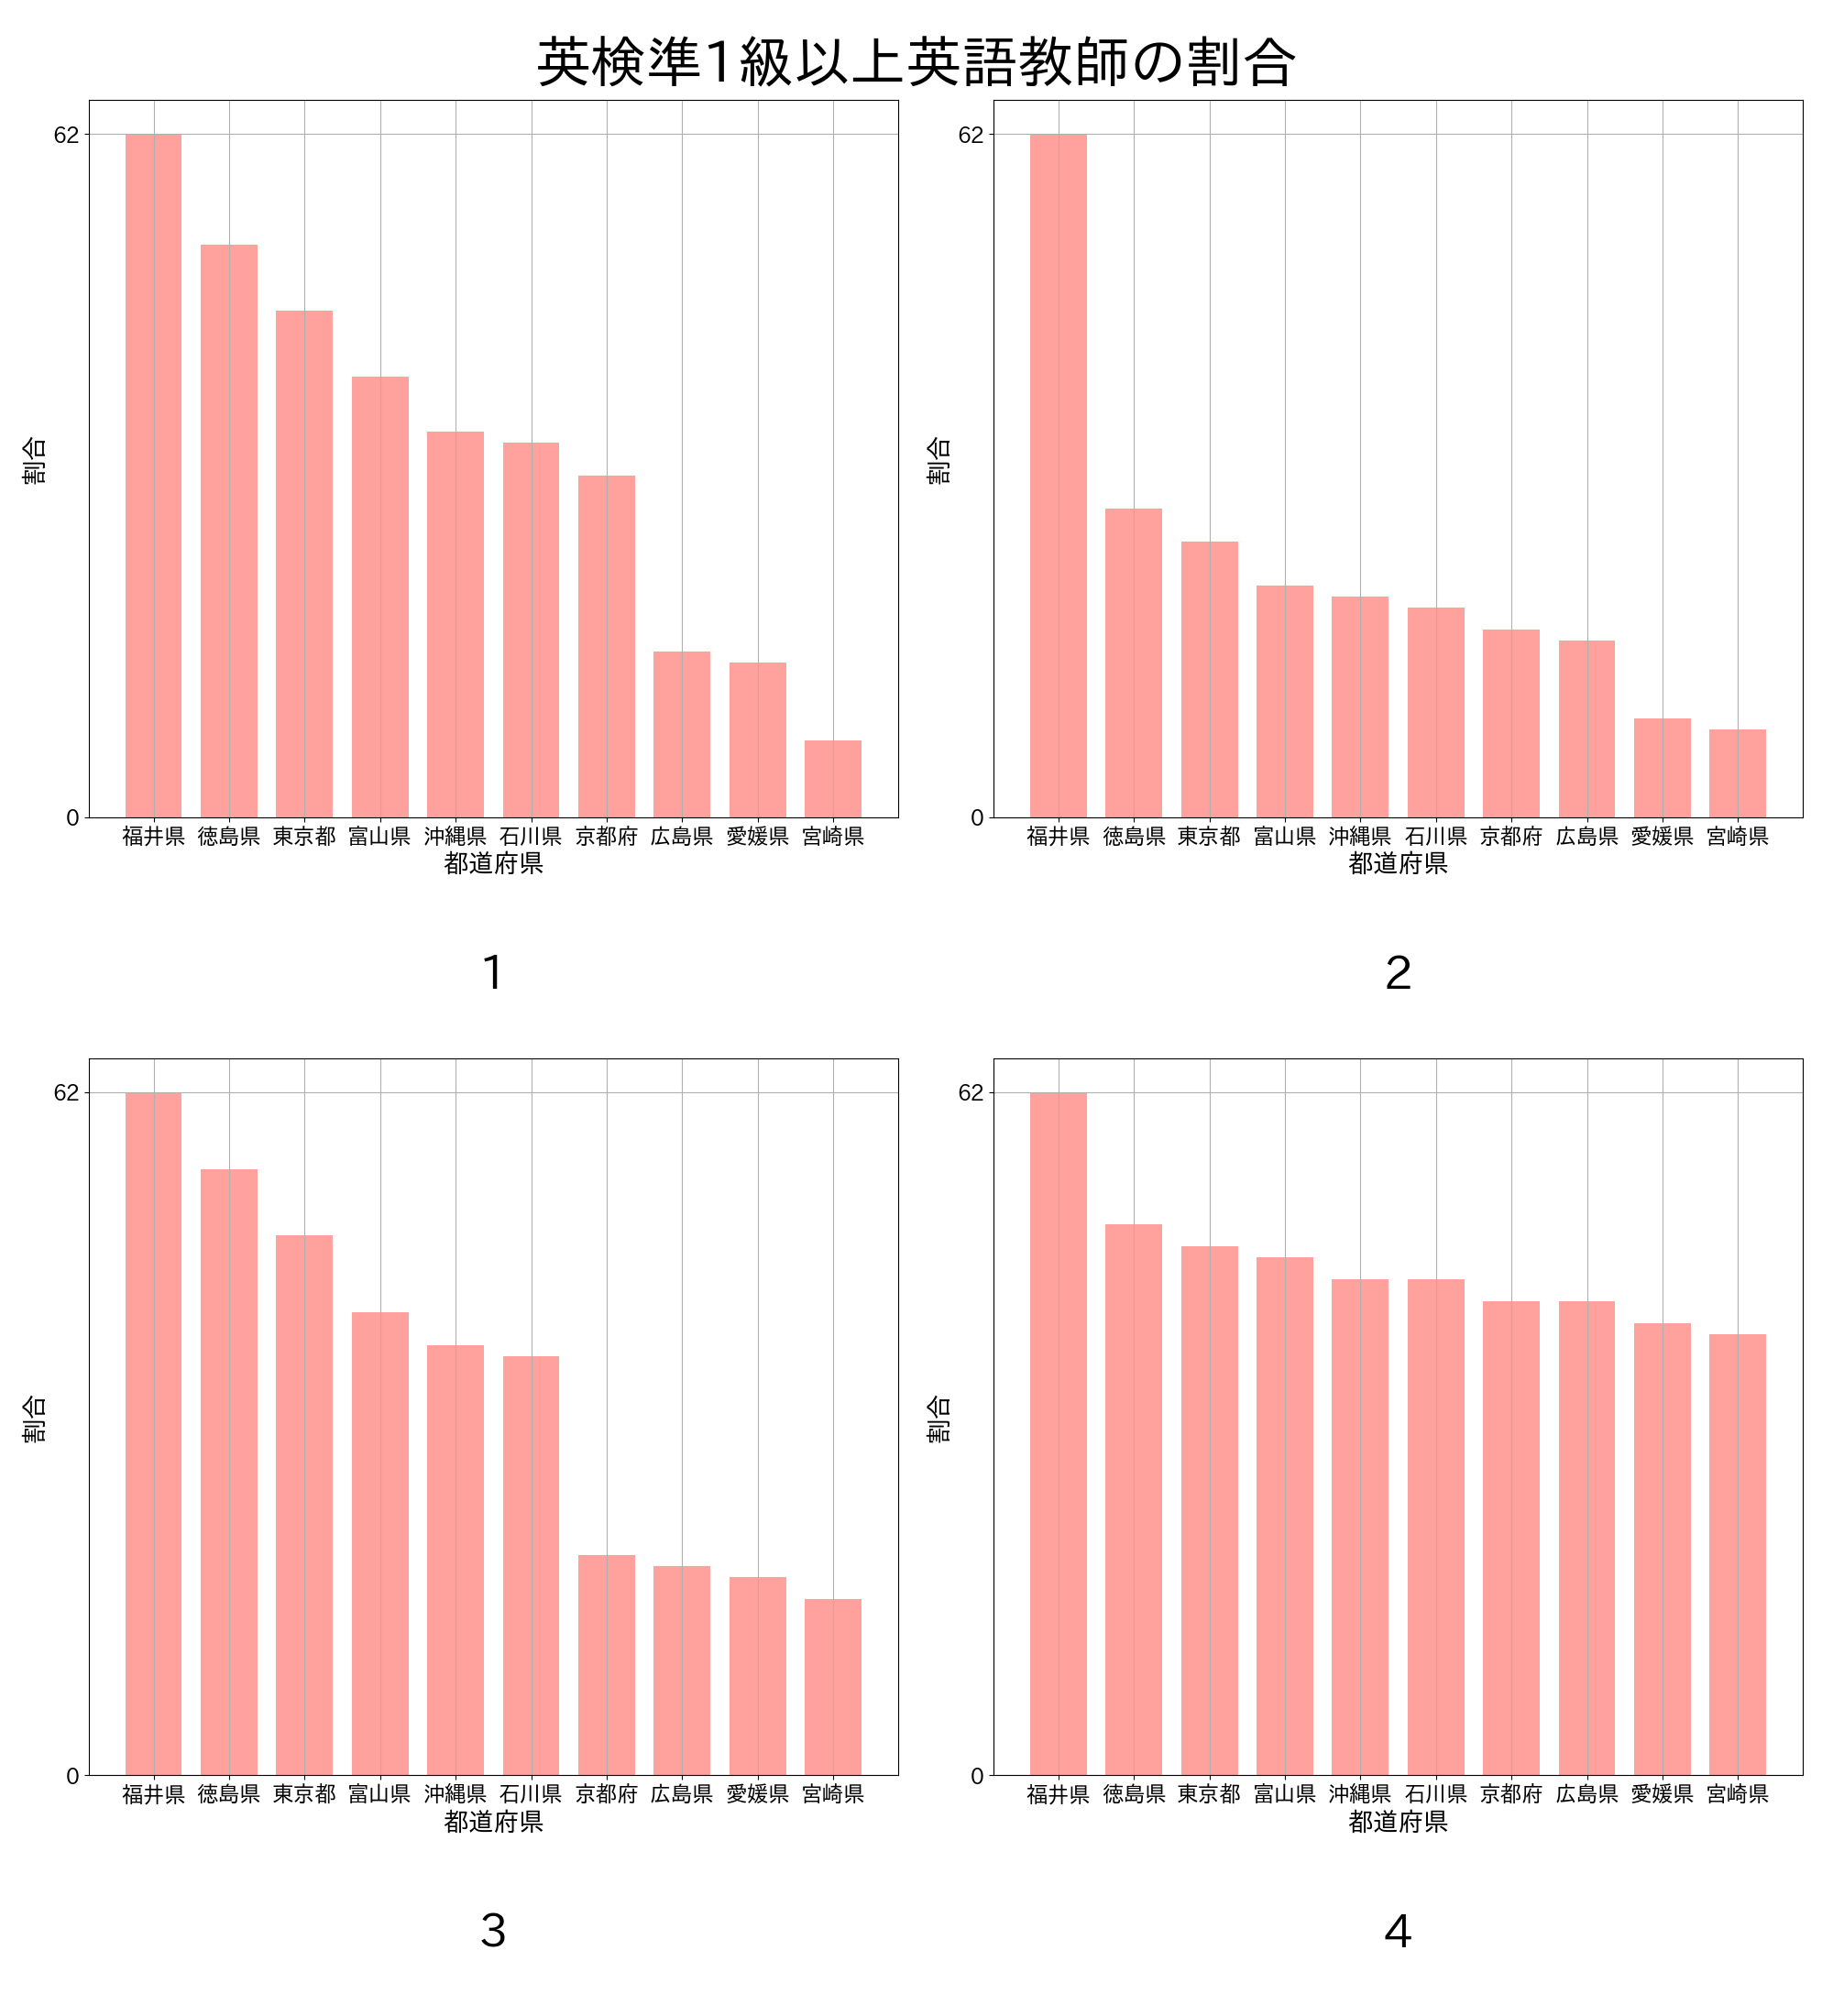 英検準1級以上英語教師の割合
62
0
割合
福井県 徳島県 東京都 富山県 沖縄県 石川県 京都府 広島県 愛媛県 宮崎県
都道府県
1
62
0
割合
福井県 徳島県 東京都 富山県 沖縄県 石川県 京都府 広島県 愛媛県 宮崎県
都道府県
2
62
0
割合
福井県 徳島県 東京都 富山県 沖縄県 石川県 京都府 広島県 愛媛県 宮崎県
都道府県
3
62
0
割合
福井県 徳島県 東京都 富山県 沖縄県 石川県 京都府 広島県 愛媛県 宮崎県
都道府県
4